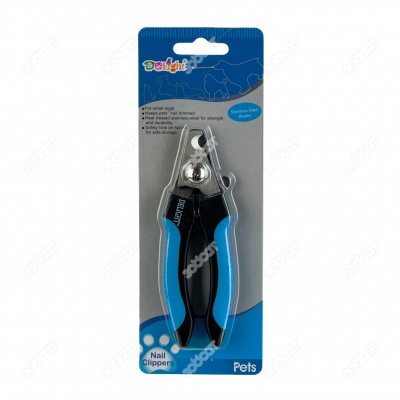 Delight
For small dogs
Keeps pets' nail trimmed
Heat treated stainless steel for strength
and durability
Safety lock on handle
for safe storage
Stainless Steel
Blades
DELIGHT
Nail
Clippers
Pets